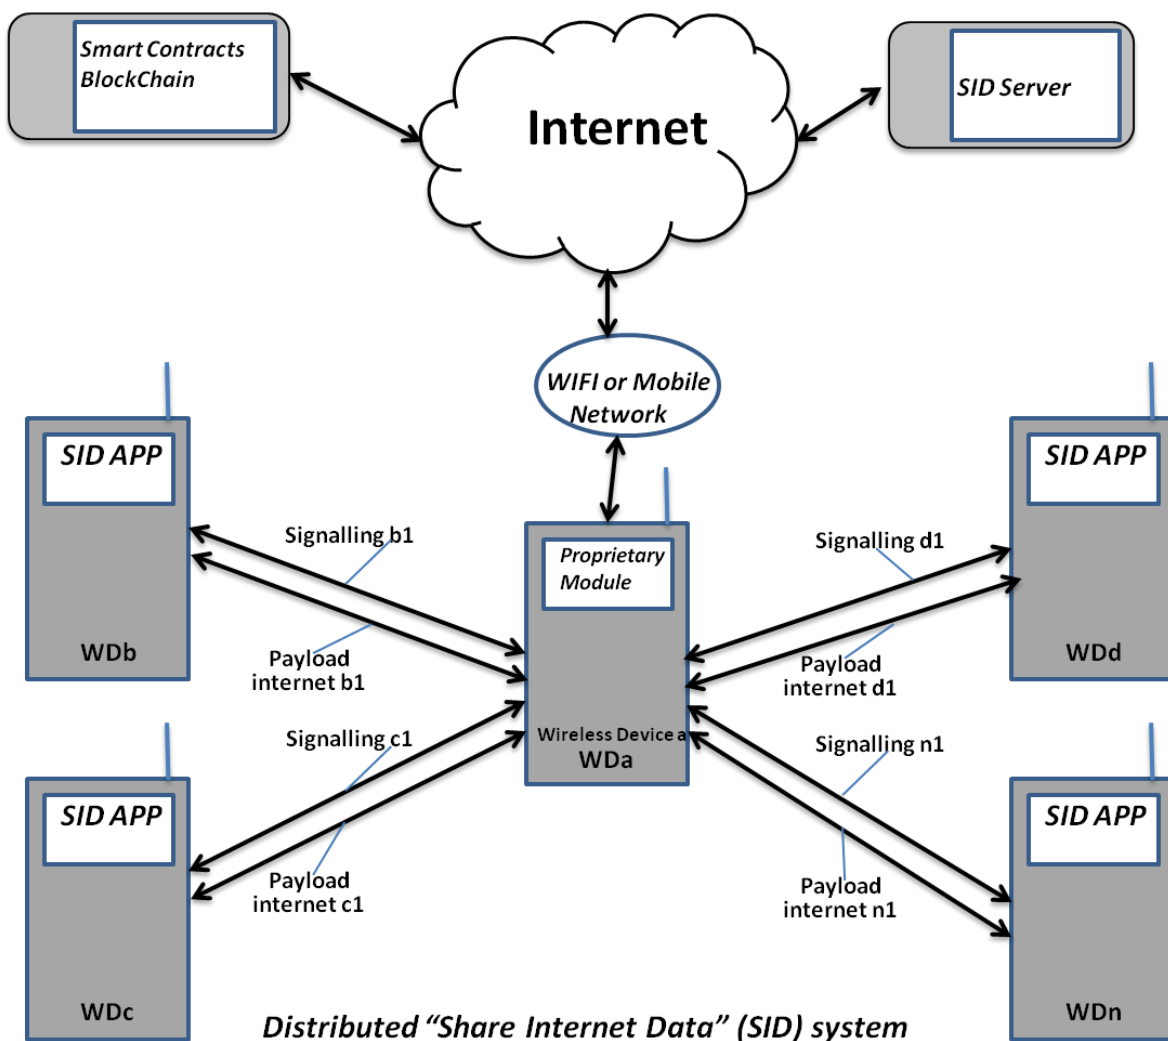 Smart Contracts
BlockChain
Internet
SID Server
WIFI or Mobile
Network
SID APP
SID APP
Signalling b1
Signalling d1
Proprietary
Module
WDb
Payload
internet b1
Payload
internet d1
WDd
Signalling c1
Wireless Device a
WDa
Signalling n1
SID APP
SID APP
Payload
internet c1
Payload
internet n1
WDc
WDn
Distributed “Share Internet Data” (SID) system